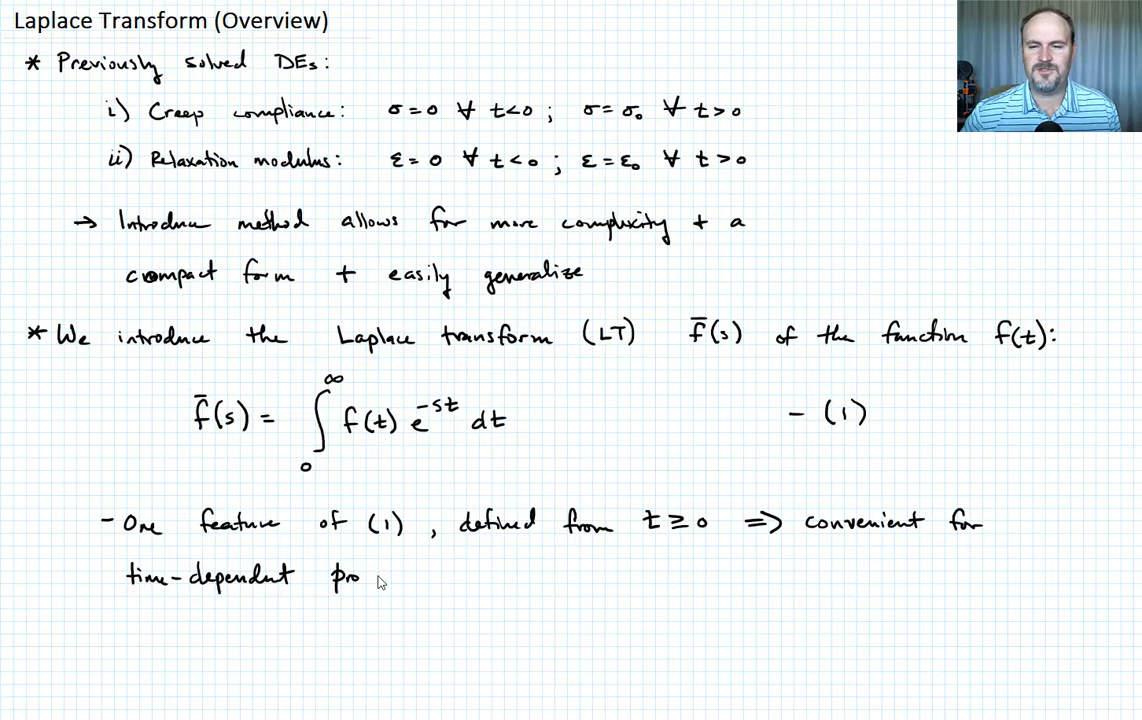 Laplace Transform (Overview)
* Previously solved DEs:
i) Creep compliance: σ = 0 ∀ t<0 ; σ = σ₀ ∀ t>0
ii) Relaxation modulus: ε = 0 ∀ t<0 ; ε = ε₀ ∀ t>0
→ Introduce method allows for more complexity + a
compact form + easily generalize
* We introduce the Laplace transform (LT) f̄(s) of the function f(t):
f̄(s) = ∫₀^∞ f(t) e^{-st} dt - (1)
- One feature of (1), defined from t ≥ 0 => convenient for
time-dependent pro